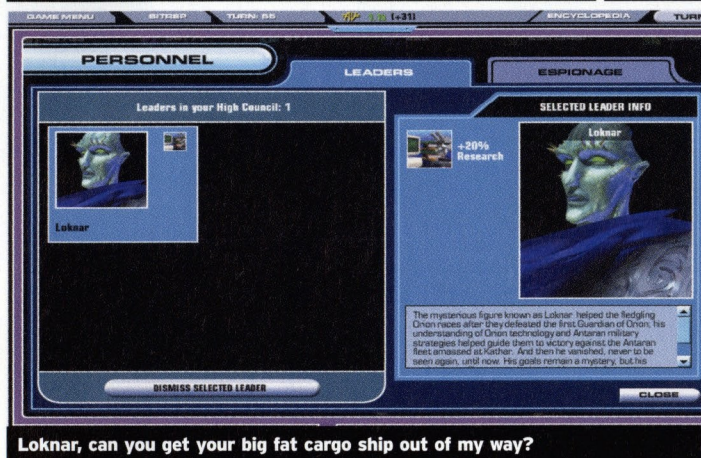 GAME MENU SITREP TURN: 55 [+31] ENCYCLOPEDIA TURN
PERSONNEL
LEADERS
ESPIONAGE
Leaders in your High Council: 1
SELECTED LEADER INFO
Loknar
+20%
Research
Loknar
The mysterious figure known as Loknar helped the fledgling
Orion races after they defeated the first Guardian of Orion; his
understanding of Orion technology and Antaran military
strategies helped guide them to victory against the Antaran
fleet amassed at Kathar. And then he vanished, never to be
seen again, until now. His goals remain a mystery, but his
DISMISS SELECTED LEADER
CLOSE
Loknar, can you get your big fat cargo ship out of my way?